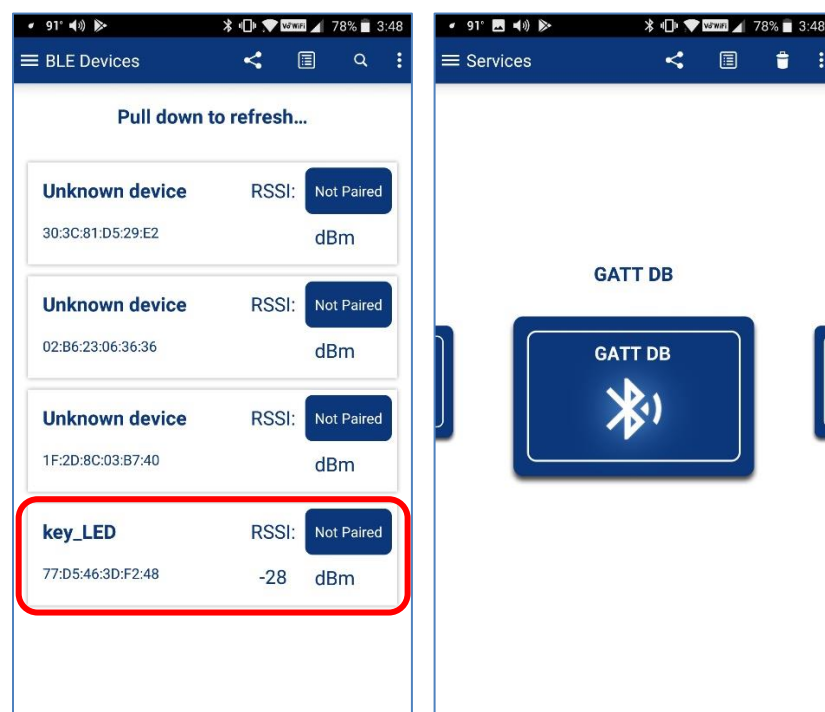 91° 78% 3:48
BLE Devices
Pull down to refresh...
Unknown device RSSI: Not Paired
30:3C:81:D5:29:E2 dBm
Unknown device RSSI: Not Paired
02:B6:23:06:36:36 dBm
Unknown device RSSI: Not Paired
1F:2D:8C:03:B7:40 dBm
key_LED RSSI: Not Paired
77:D5:46:3D:F2:48 -28 dBm
91° 78% 3:48
Services
GATT DB
GATT DB